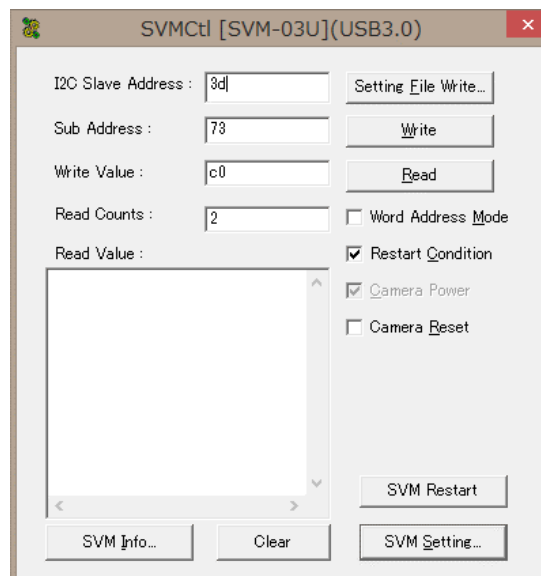 SVMCtl [SVM-03U](USB3.0)
I2C Slave Address : 3d Setting File Write...
Sub Address : 73 Write
Write Value : c0 Read
Read Counts : 2 Word Address Mode
Read Value : Restart Condition
Camera Power
Camera Reset
SVM Restart
SVM Info... Clear SVM Setting...